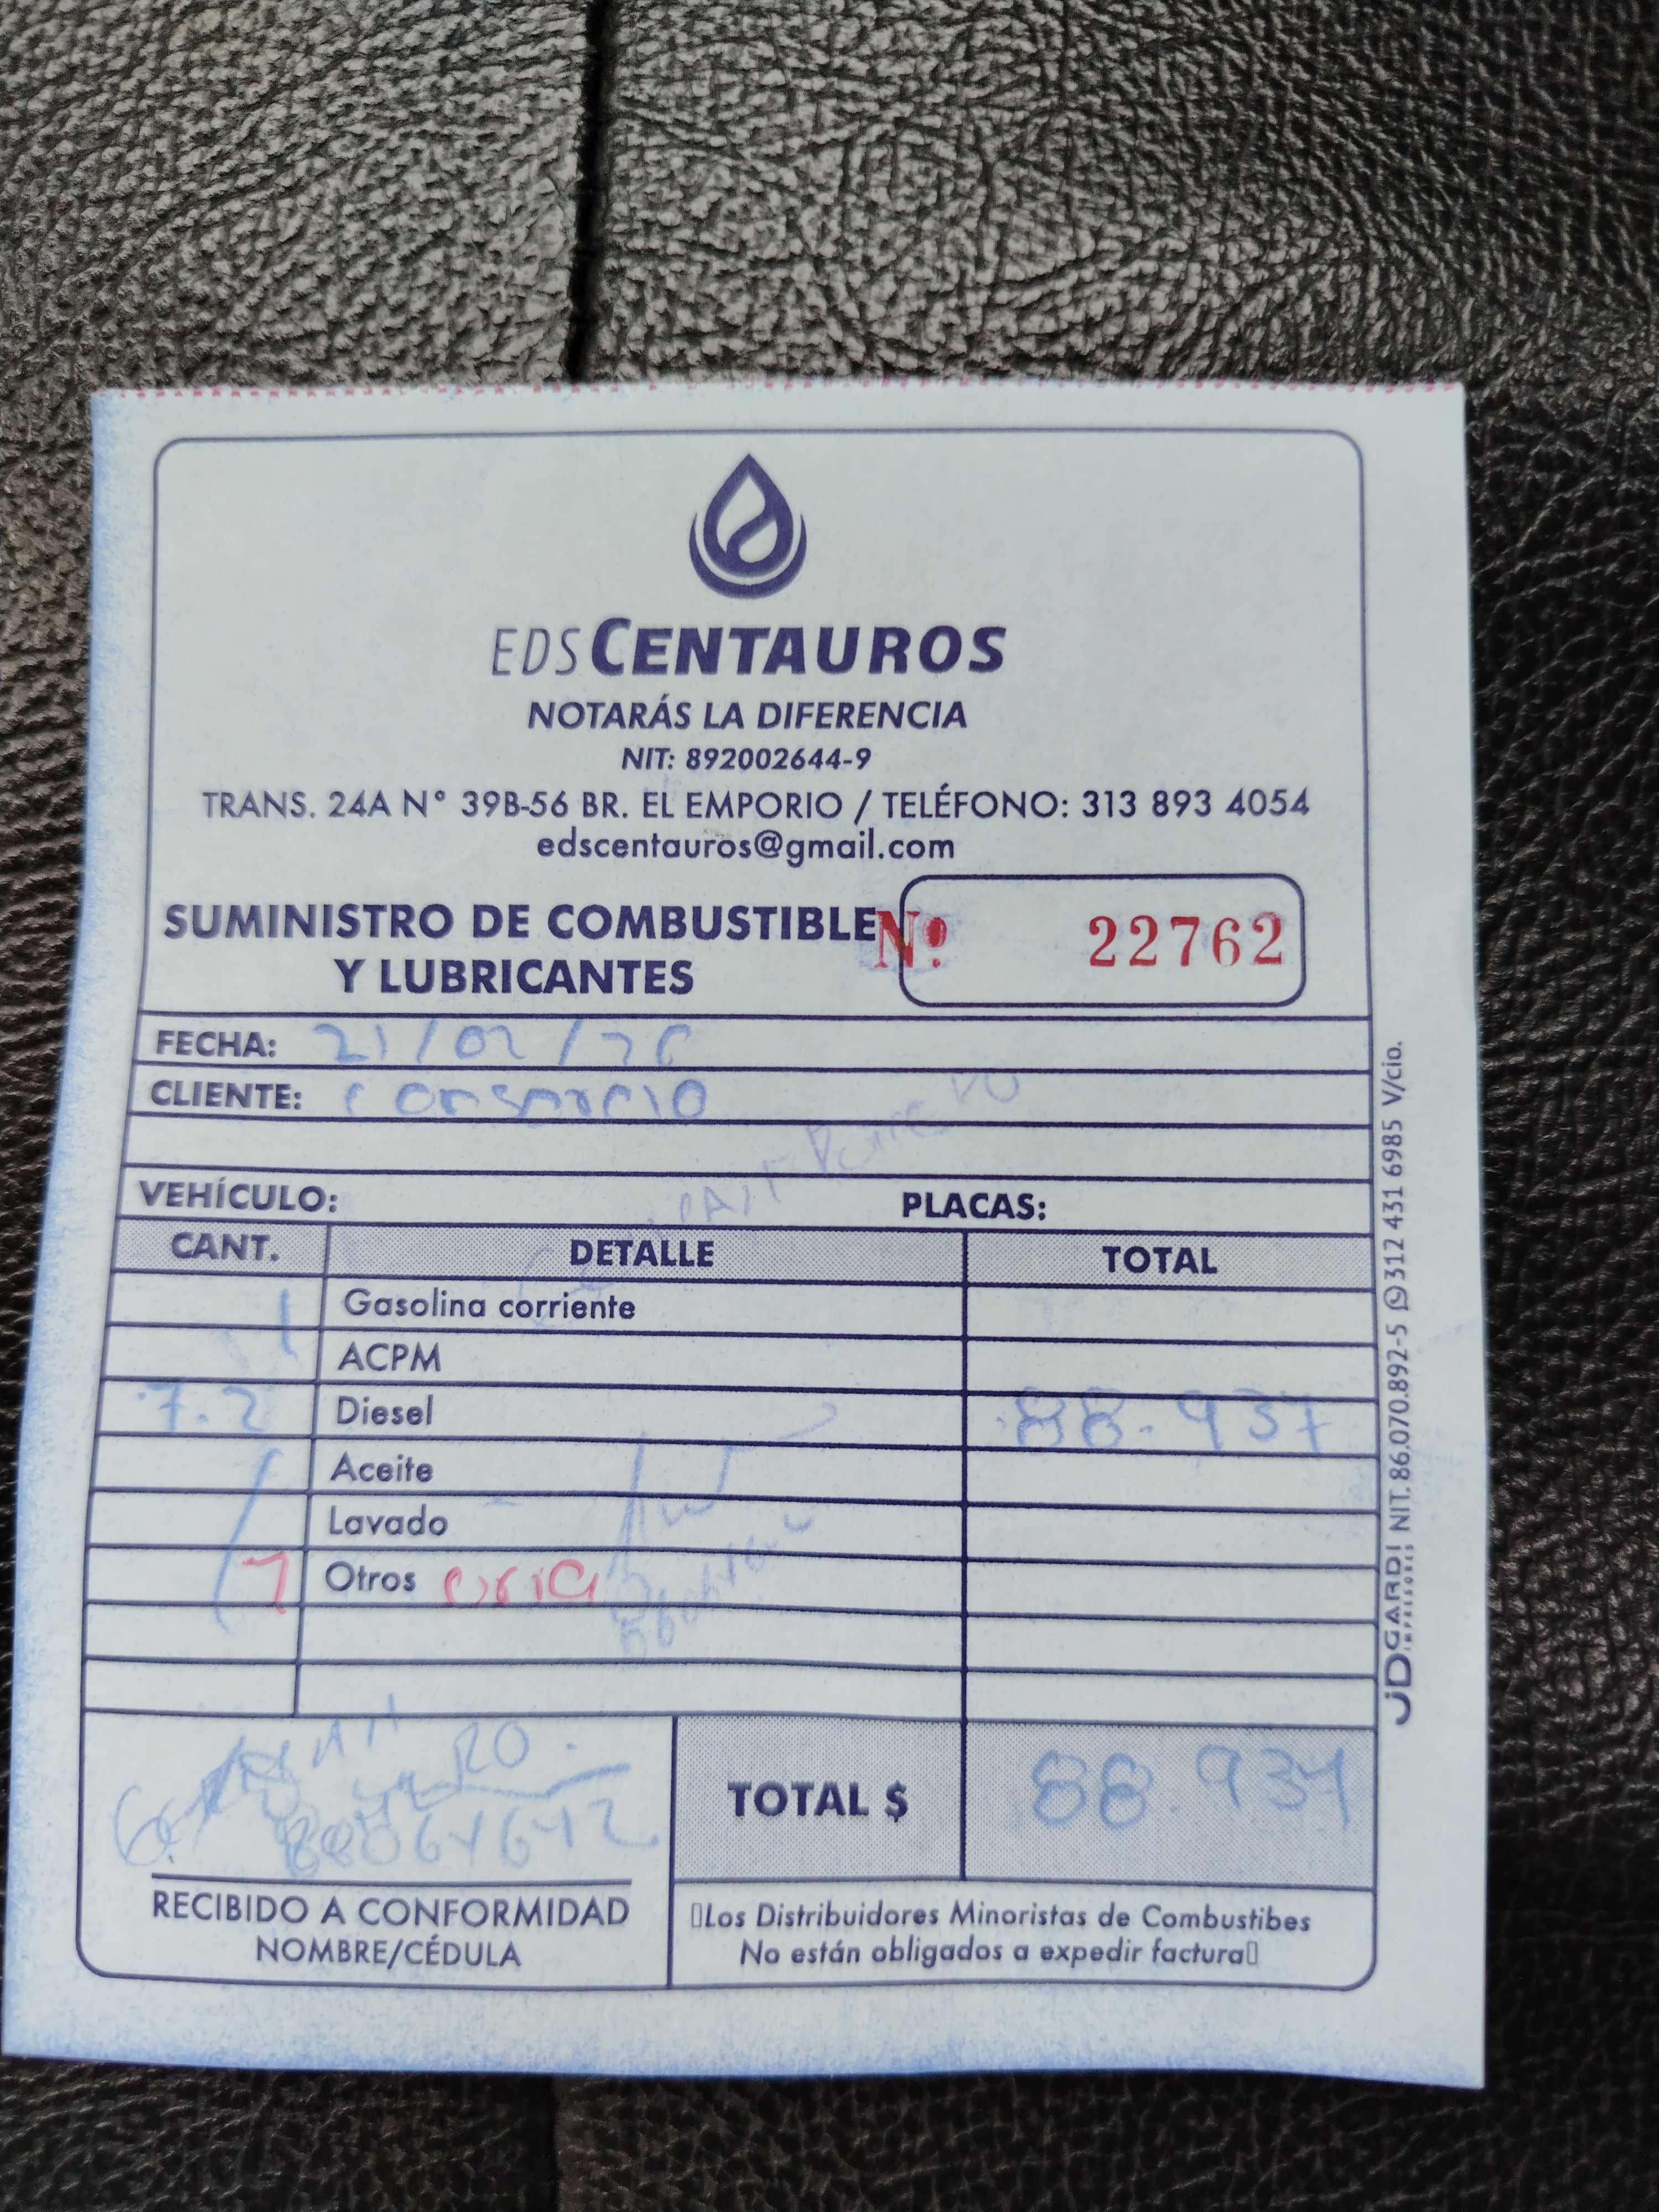 EDS CENTAUROS
NOTARÁS LA DIFERENCIA
NIT: 892002644-9
TRANS. 24A N° 39B-56 BR. EL EMPORIO / TELÉFONO: 313 893 4054
edscentauros@gmail.com
SUMINISTRO DE COMBUSTIBLE
Y LUBRICANTES
Nº 22762
FECHA: 21/02/26
CLIENTE: consorcio
VEHÍCULO: PLACAS:
CANT. DETALLE TOTAL
Gasolina corriente
ACPM
7.2 Diesel 88.937
Aceite
Lavado
Otros
TOTAL $ 88.937
RECIBIDO A CONFORMIDAD
NOMBRE/CÉDULA
Los Distribuidores Minoristas de Combustibes
No están obligados a expedir factura
JDGARDI IMPRESORES NIT. 86.070.892-5 312 431 6985 V/cio.